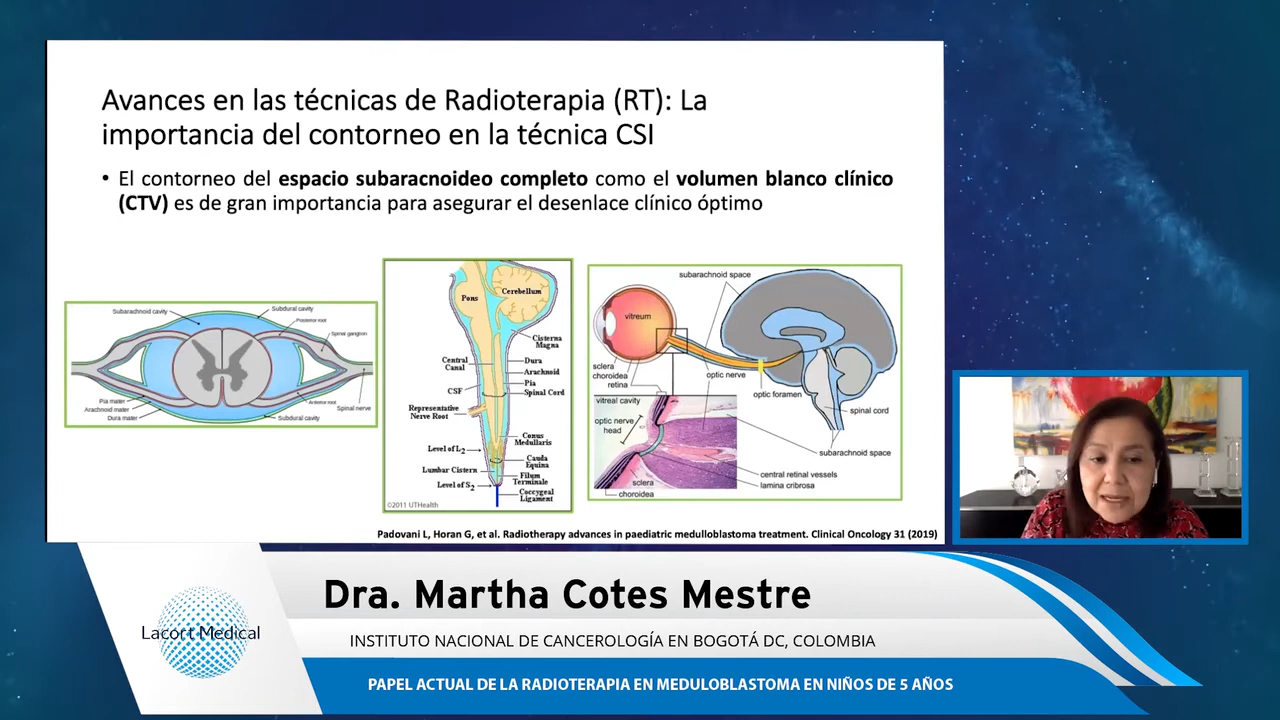 Avances en las técnicas de Radioterapia (RT): La
importancia del contorneo en la técnica CSI
• El contorneo del espacio subaracnoideo completo como el volumen blanco clínico
(CTV) es de gran importancia para asegurar el desenlace clínico óptimo
Subarachnoid cavity
Subdural cavity
Posterior root
Spinal ganglion
Pia mater
Arachnoid mater
Dura mater
Anterior root
Spinal nerve
Subdural cavity
Pons
Cerebellum
Cisterna
Magna
Central
Canal
Dura
Arachnoid
Pia
CSF
Spinal Cord
Representative
Nerve Root
Conus
Medullaris
Level of L2
Cauda
Equina
Lumbar Cistern
Filum
Terminale
Level of S2
Coccygeal
Ligament
©2011 UTHealth
subarachnoid space
vitreum
sclera
choroidea
retina
optic nerve
optic foramen
vitreal cavity
optic nerve
head
spinal cord
subarachnoid space
central retinal vessels
lamina cribrosa
sclera
choroidea
Padovani L, Horan G, et al. Radiotherapy advances in paediatric medulloblastoma treatment. Clinical Oncology 31 (2019)
Dra. Martha Cotes Mestre
Lacort Medical
INSTITUTO NACIONAL DE CANCEROLOGÍA EN BOGOTÁ DC, COLOMBIA
PAPEL ACTUAL DE LA RADIOTERAPIA EN MEDULOBLASTOMA EN NIÑOS DE 5 AÑOS